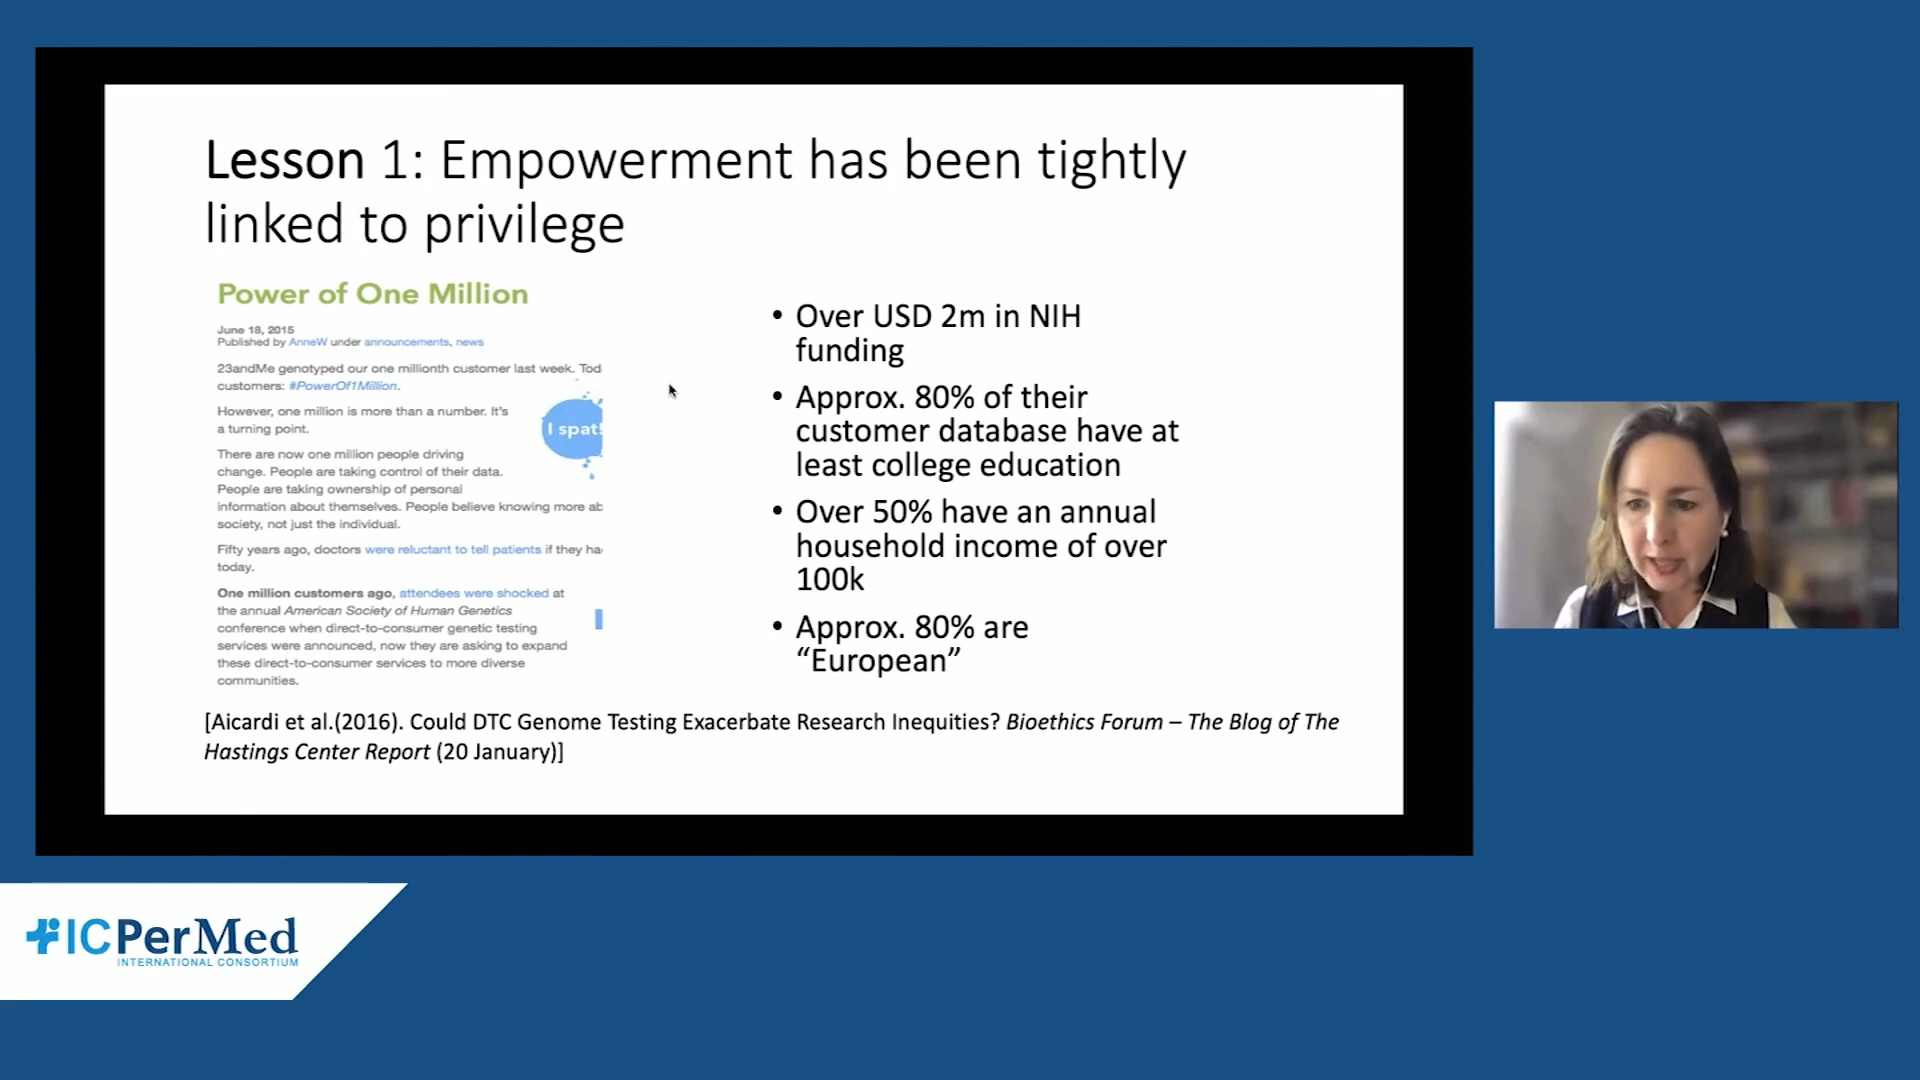 Lesson 1: Empowerment has been tightly
linked to privilege
Power of One Million
June 18, 2015
Published by AnneW under announcements, news
23andMe genotyped our one millionth customer last week. Tod
customers: #PowerOf1Million.
However, one million is more than a number. It's
a turning point.
I spat!
There are now one million people driving
change. People are taking control of their data.
People are taking ownership of personal
information about themselves. People believe knowing more ab
society, not just the individual.
Fifty years ago, doctors were reluctant to tell patients if they ha
today.
One million customers ago, attendees were shocked at
the annual American Society of Human Genetics
conference when direct-to-consumer genetic testing
services were announced, now they are asking to expand
these direct-to-consumer services to more diverse
communities.
• Over USD 2m in NIH
funding
• Approx. 80% of their
customer database have at
least college education
• Over 50% have an annual
household income of over
100k
• Approx. 80% are
“European”
[Aicardi et al.(2016). Could DTC Genome Testing Exacerbate Research Inequities? Bioethics Forum – The Blog of The
Hastings Center Report (20 January)]
ICPerMed
INTERNATIONAL CONSORTIUM